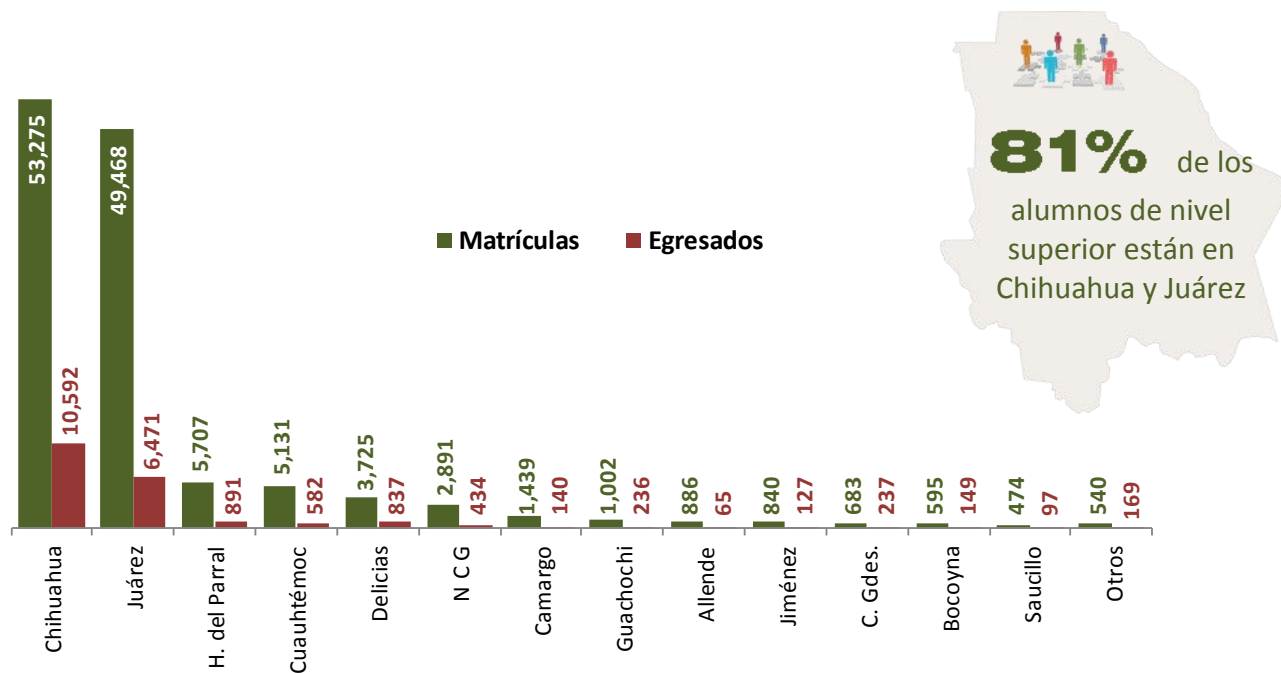 81% de los
alumnos de nivel
superior están en
Chihuahua y Juárez
Matrículas Egresados
53,275
10,592
49,468
6,471
5,707
891
5,131
582
3,725
837
2,891
434
1,439
140
1,002
236
886
65
840
127
683
237
595
149
474
97
540
169
Chihuahua
Juárez
H. del Parral
Cuauhtémoc
Delicias
N C G
Camargo
Guachochi
Allende
Jiménez
C. Gdes.
Bocoyna
Saucillo
Otros